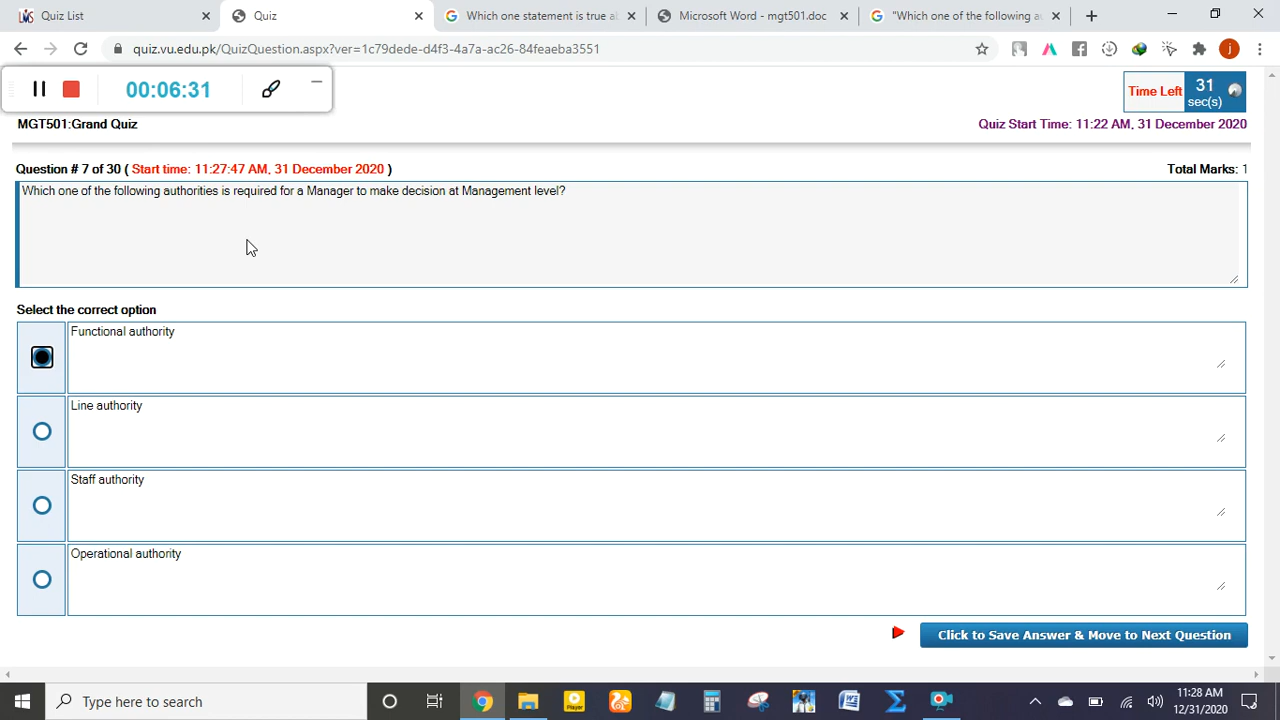 Quiz List
Quiz
Which one statement is true ab
Microsoft Word - mgt501.doc
"Which one of the following au
quiz.vu.edu.pk/QuizQuestion.aspx?ver=1c79dede-d4f3-4a7a-ac26-84feaeba3551
j
00:06:31
Time Left 31 sec(s)
MGT501:Grand Quiz
Quiz Start Time: 11:22 AM, 31 December 2020
Question # 7 of 30 ( Start time: 11:27:47 AM, 31 December 2020 )
Total Marks: 1
Which one of the following authorities is required for a Manager to make decision at Management level?
Select the correct option
Functional authority
Line authority
Staff authority
Operational authority
Click to Save Answer & Move to Next Question
Type here to search
11:28 AM
12/31/2020